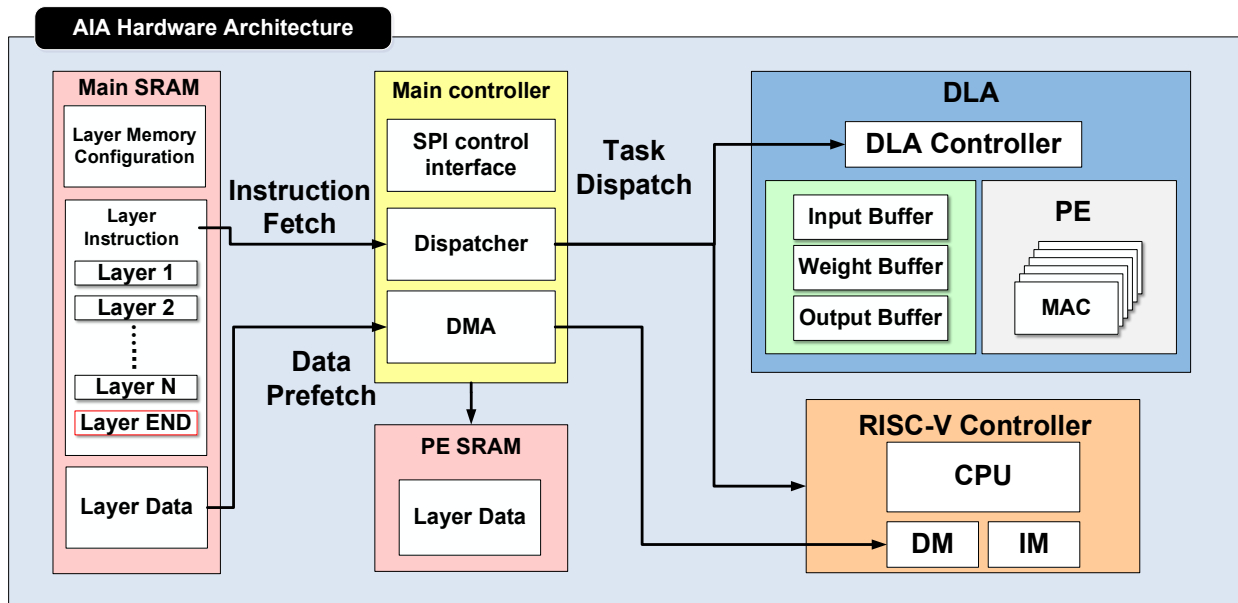 AIA Hardware Architecture
Main SRAM
Layer Memory
Configuration
Layer
Instruction
Layer 1
Layer 2
Layer N
Layer END
Layer Data
Instruction
Fetch
Data
Prefetch
Main controller
SPI control
interface
Dispatcher
DMA
PE SRAM
Layer Data
Task
Dispatch
DLA
DLA Controller
Input Buffer
Weight Buffer
Output Buffer
PE
MAC
RISC-V Controller
CPU
DM
IM